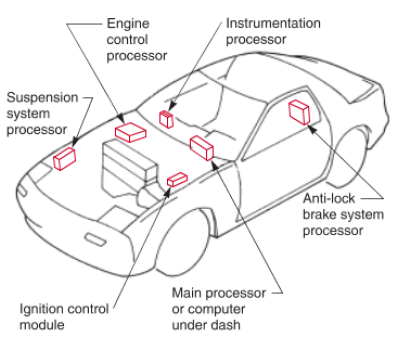 Engine
control
processor
Instrumentation
processor
Suspension
system
processor
Anti-lock
brake system
processor
Main processor
or computer
under dash
Ignition control
module